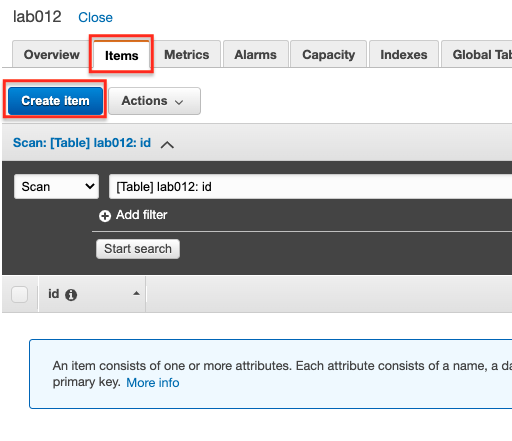 lab012 Close
Overview Items Metrics Alarms Capacity Indexes Global Tab
Create item Actions
Scan: [Table] lab012: id
Scan [Table] lab012: id
Add filter
Start search
id
An item consists of one or more attributes. Each attribute consists of a name, a da
primary key. More info